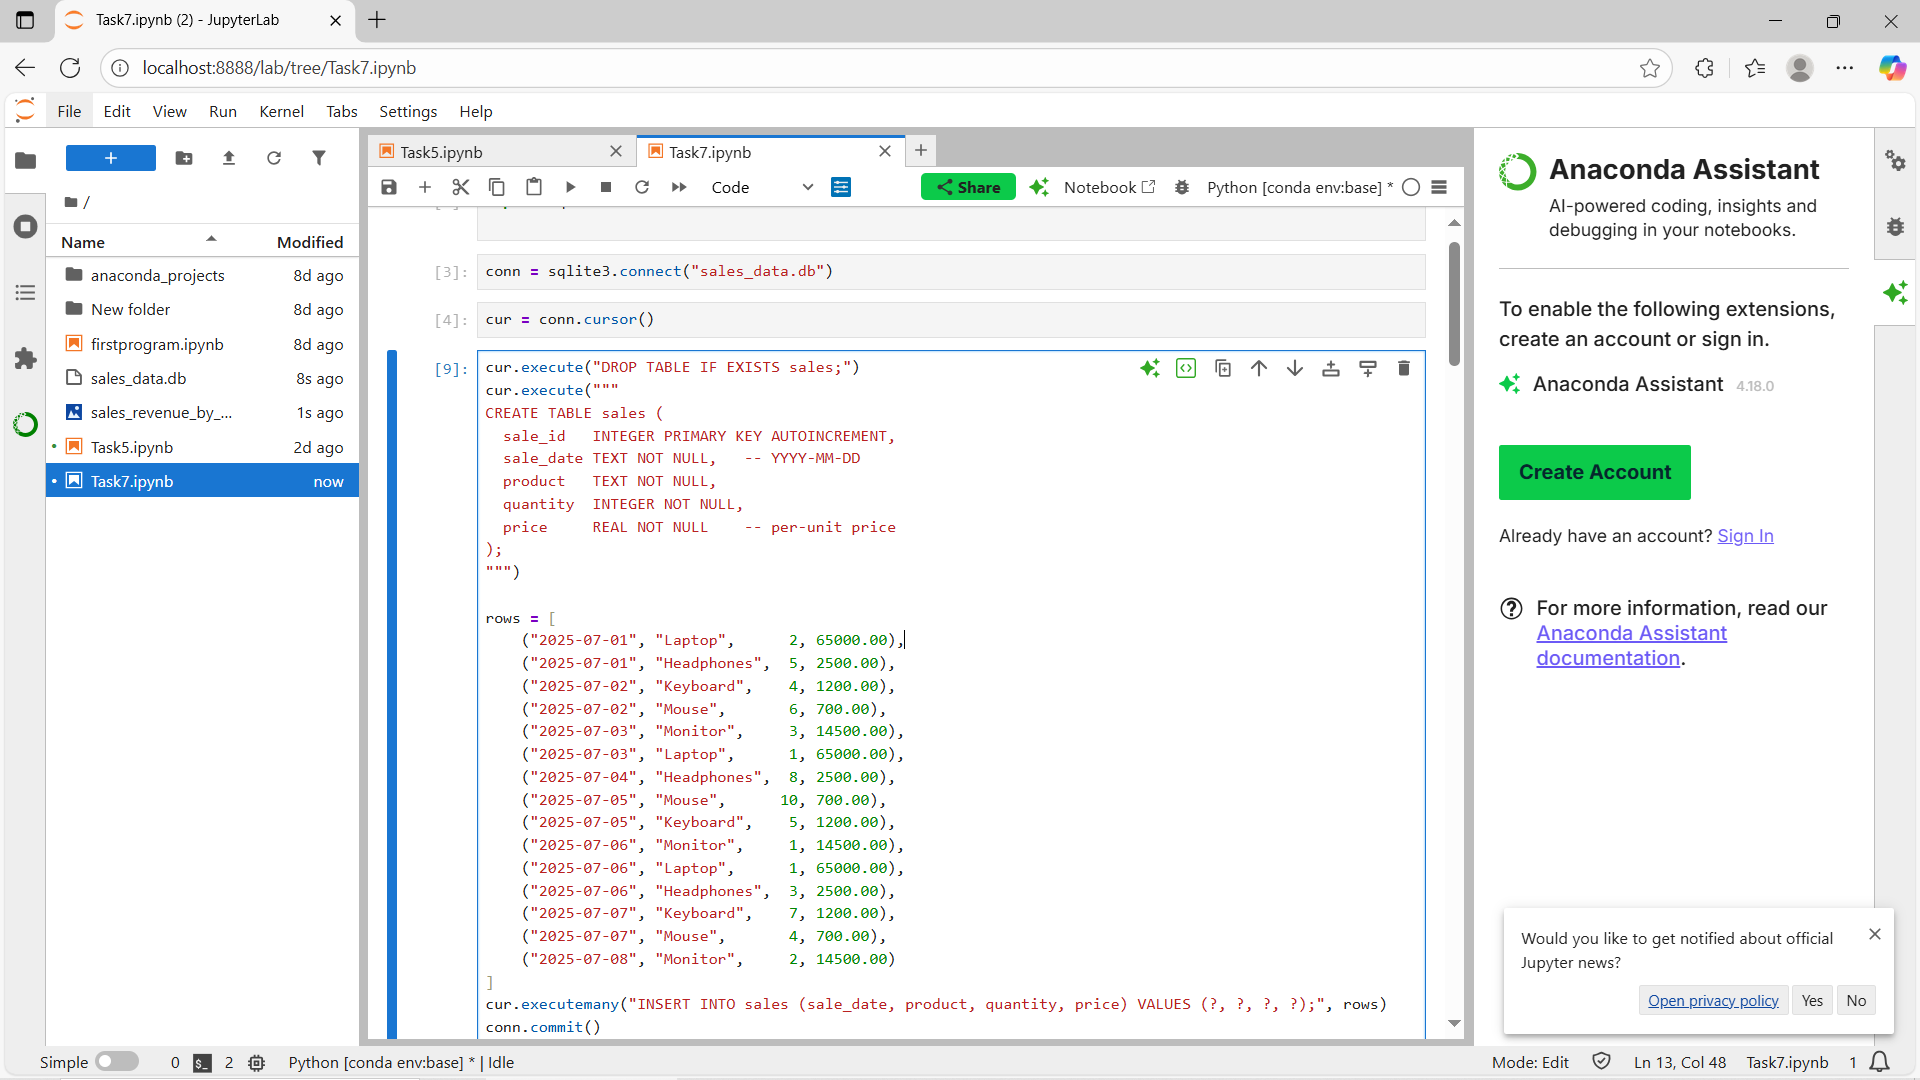 Task7.ipynb (2) - JupyterLab
localhost:8888/lab/tree/Task7.ipynb
File Edit View Run Kernel Tabs Settings Help
+
/
Name Modified
anaconda_projects 8d ago
New folder 8d ago
firstprogram.ipynb 8d ago
sales_data.db 8s ago
sales_revenue_by_... 1s ago
Task5.ipynb 2d ago
Task7.ipynb now
Task5.ipynb Task7.ipynb
Code Share Notebook Python [conda env:base] *
[3]: conn = sqlite3.connect("sales_data.db")
[4]: cur = conn.cursor()
[9]: cur.execute("DROP TABLE IF EXISTS sales;")
cur.execute("""
CREATE TABLE sales (
sale_id INTEGER PRIMARY KEY AUTOINCREMENT,
sale_date TEXT NOT NULL, -- YYYY-MM-DD
product TEXT NOT NULL,
quantity INTEGER NOT NULL,
price REAL NOT NULL -- per-unit price
);
""")
rows = [
("2025-07-01", "Laptop", 2, 65000.00),
("2025-07-01", "Headphones", 5, 2500.00),
("2025-07-02", "Keyboard", 4, 1200.00),
("2025-07-02", "Mouse", 6, 700.00),
("2025-07-03", "Monitor", 3, 14500.00),
("2025-07-03", "Laptop", 1, 65000.00),
("2025-07-04", "Headphones", 8, 2500.00),
("2025-07-05", "Mouse", 10, 700.00),
("2025-07-05", "Keyboard", 5, 1200.00),
("2025-07-06", "Monitor", 1, 14500.00),
("2025-07-06", "Laptop", 1, 65000.00),
("2025-07-06", "Headphones", 3, 2500.00),
("2025-07-07", "Keyboard", 7, 1200.00),
("2025-07-07", "Mouse", 4, 700.00),
("2025-07-08", "Monitor", 2, 14500.00)
]
cur.executemany("INSERT INTO sales (sale_date, product, quantity, price) VALUES (?, ?, ?, ?);", rows)
conn.commit()
Anaconda Assistant
AI-powered coding, insights and
debugging in your notebooks.
To enable the following extensions,
create an account or sign in.
Anaconda Assistant 4.18.0
Create Account
Already have an account? Sign In
For more information, read our
Anaconda Assistant
documentation.
Would you like to get notified about official
Jupyter news?
Open privacy policy Yes No
Simple 0 2 Python [conda env:base] * | Idle Mode: Edit Ln 13, Col 48 Task7.ipynb 1